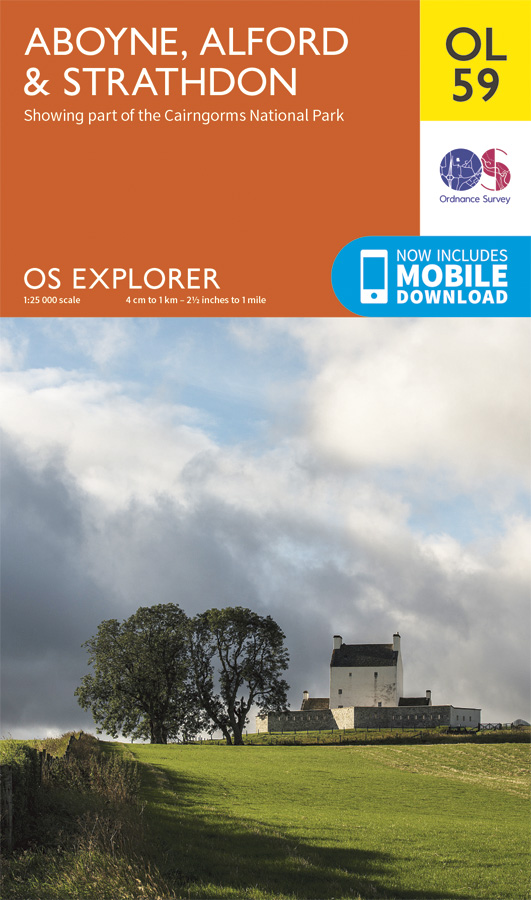 ABOYNE, ALFORD
& STRATHDON
Showing part of the Cairngorms National Park
OL
59
OS
Ordnance Survey
OS EXPLORER
1:25 000 scale 4 cm to 1 km – 2½ inches to 1 mile
NOW INCLUDES
MOBILE
DOWNLOAD